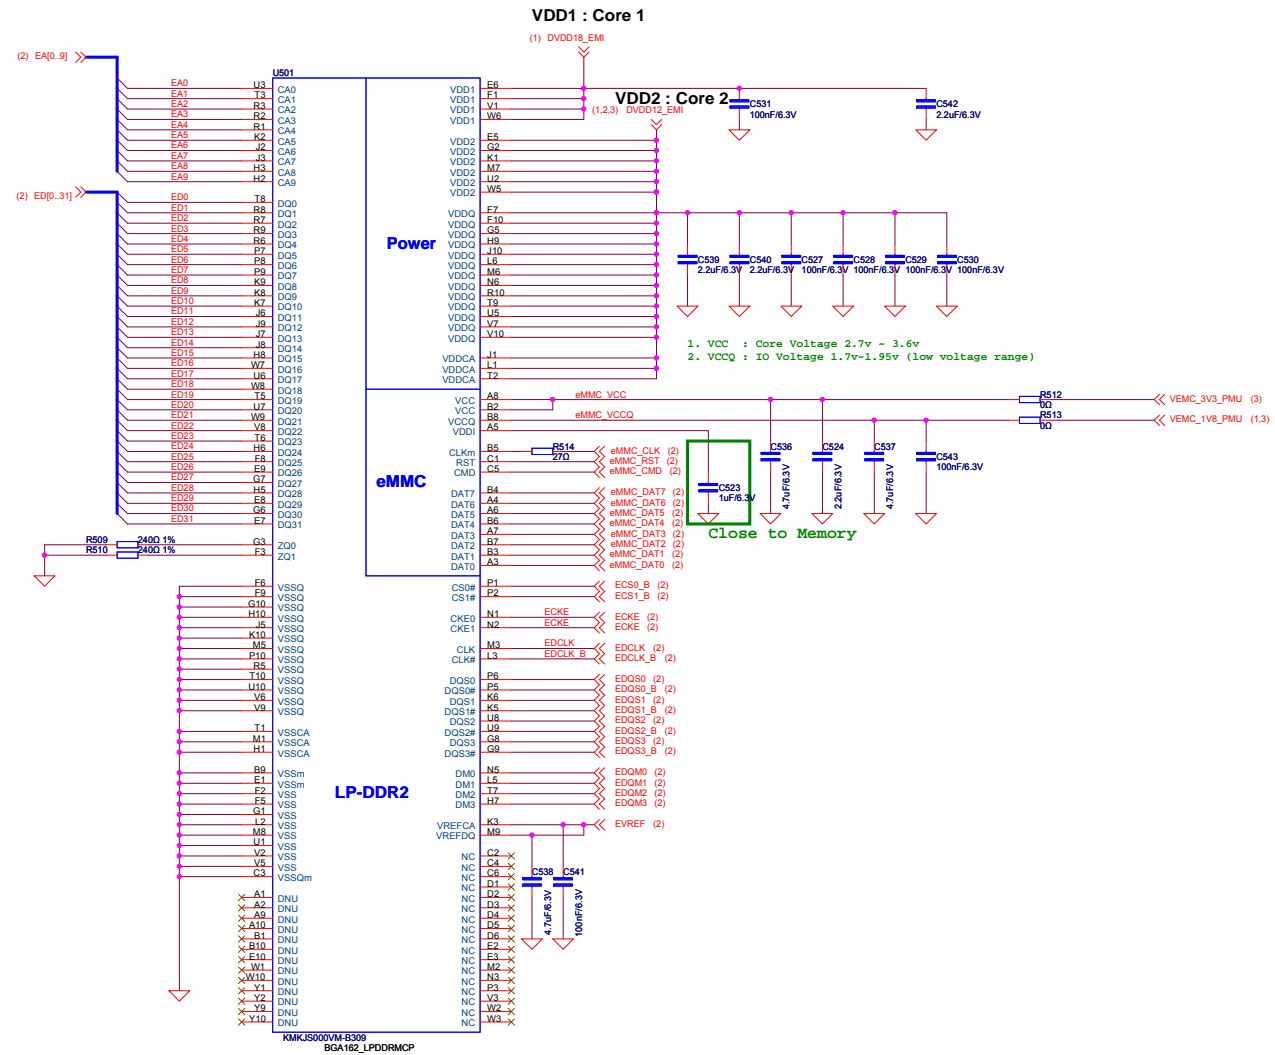 VDD1 : Core 1
(1) DVDD18_EMI
(2) EA[0..9]
U501
EA0 U3 CA0
EA1 T3 CA1
EA2 R3 CA2
EA3 R2 CA3
EA4 R1 CA4
EA5 K2 CA5
EA6 J2 CA6
EA7 J3 CA7
EA8 H3 CA8
EA9 H2 CA9
(2) ED[0..31]
ED0 T8 DQ0
ED1 R8 DQ1
ED2 R7 DQ2
ED3 R9 DQ3
ED4 R6 DQ4
ED5 P7 DQ5
ED6 P8 DQ6
ED7 P9 DQ7
ED8 K9 DQ8
ED9 K8 DQ9
ED10 K7 DQ10
ED11 J6 DQ11
ED12 J9 DQ12
ED13 J7 DQ13
ED14 J8 DQ14
ED15 H8 DQ15
ED16 W7 DQ16
ED17 U6 DQ17
ED18 W8 DQ18
ED19 T5 DQ19
ED20 U7 DQ20
ED21 W9 DQ21
ED22 V8 DQ22
ED23 T6 DQ23
ED24 H6 DQ24
ED25 F8 DQ25
ED26 E9 DQ26
ED27 G7 DQ27
ED28 H5 DQ28
ED29 E8 DQ29
ED30 G6 DQ30
ED31 E7 DQ31
R509 240Ω 1% G3 ZQ0
R510 240Ω 1% F3 ZQ1
F6 VSSQ
F9 VSSQ
G10 VSSQ
H10 VSSQ
J5 VSSQ
K10 VSSQ
M5 VSSQ
P10 VSSQ
R5 VSSQ
T10 VSSQ
U10 VSSQ
V6 VSSQ
V9 VSSQ
T1 VSSCA
M1 VSSCA
H1 VSSCA
B9 VSSm
E1 VSSm
F2 VSS
F5 VSS
G1 VSS
L2 VSS
M8 VSS
U1 VSS
V2 VSS
V5 VSS
C3 VSSQm
A1 DNU
A2 DNU
A9 DNU
A10 DNU
B1 DNU
B10 DNU
E10 DNU
W1 DNU
W10 DNU
Y1 DNU
Y2 DNU
Y9 DNU
Y10 DNU
Power
eMMC
LP-DDR2
VDD1 E6
VDD1 F1
VDD1 V1
VDD1 W6
VDD2 : Core 2
(1,2,3) DVDD12_EMI
C531
100nF/6.3V
C542
2.2uF/6.3V
VDD2 E5
VDD2 G2
VDD2 K1
VDD2 M7
VDD2 U2
VDD2 W5
VDDQ F7
VDDQ F10
VDDQ G5
VDDQ H9
VDDQ J10
VDDQ L6
VDDQ M6
VDDQ N6
VDDQ R10
VDDQ T9
VDDQ U5
VDDQ V7
VDDQ V10
C539
2.2uF/6.3V
C540
2.2uF/6.3V
C527
100nF/6.3V
C528
100nF/6.3V
C529
100nF/6.3V
C530
100nF/6.3V
1. VCC : Core Voltage 2.7v ~ 3.6v
2. VCCQ : IO Voltage 1.7v~1.95v (low voltage range)
VDDCA J1
VDDCA L1
VDDCA T2
VCC A8 eMMC_VCC R512 0Ω VEMC_3V3_PMU (3)
VCC B2
VCCQ B8 eMMC_VCCQ R513 0Ω VEMC_1V8_PMU (1,3)
VDDI A5
CLKm B5 R514 27Ω eMMC_CLK (2)
RST C1 eMMC_RST (2)
CMD C5 eMMC_CMD (2)
DAT7 B4 eMMC_DAT7 (2)
DAT6 A4 eMMC_DAT6 (2)
DAT5 A6 eMMC_DAT5 (2)
DAT4 B6 eMMC_DAT4 (2)
DAT3 A7 eMMC_DAT3 (2)
DAT2 B7 eMMC_DAT2 (2)
DAT1 B3 eMMC_DAT1 (2)
DAT0 A3 eMMC_DAT0 (2)
C523
1uF/6.3V
C536
4.7uF/6.3V
C524
2.2uF/6.3V
C537
4.7uF/6.3V
C543
100nF/6.3V
Close to Memory
CS0# P1 ECS0_B (2)
CS1# P2 ECS1_B (2)
CKE0 N1 ECKE ECKE (2)
CKE1 N2 ECKE ECKE (2)
CLK M3 EDCLK EDCLK (2)
CLK# L3 EDCLK_B EDCLK_B (2)
DQS0 P6 EDQS0 (2)
DQS0# P5 EDQS0_B (2)
DQS1 K6 EDQS1 (2)
DQS1# K5 EDQS1_B (2)
DQS2 U8 EDQS2 (2)
DQS2# U9 EDQS2_B (2)
DQS3 G8 EDQS3 (2)
DQS3# G9 EDQS3_B (2)
DM0 N5 EDQM0 (2)
DM1 L5 EDQM1 (2)
DM2 T7 EDQM2 (2)
DM3 H7 EDQM3 (2)
VREFCA K3 EVREF (2)
VREFDQ M9
C538
4.7uF/6.3V
C541
100nF/6.3V
NC C2
NC C4
NC C6
NC D1
NC D2
NC D3
NC D4
NC D5
NC D6
NC E2
NC E3
NC M2
NC N3
NC P3
NC V3
NC W2
NC W3
KMKJS000VM-B309
BGA162_LPDDRMCP